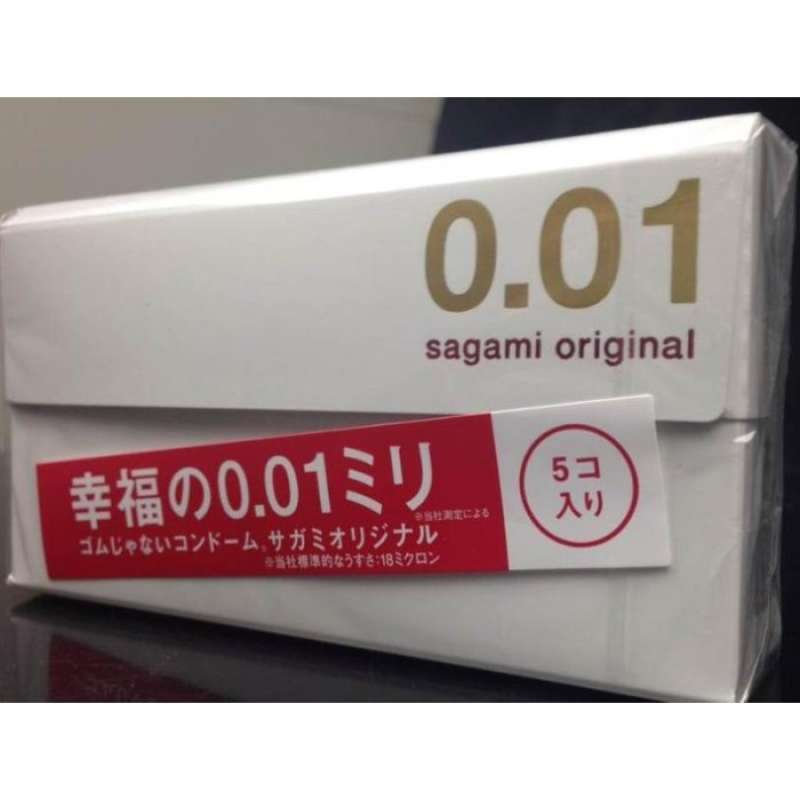 0.01
sagami original
幸福の0.01ミリ
※当社測定による
ゴムじゃないコンドーム。サガミオリジナル
※当社標準的なうすさ:18ミクロン
5コ
入り